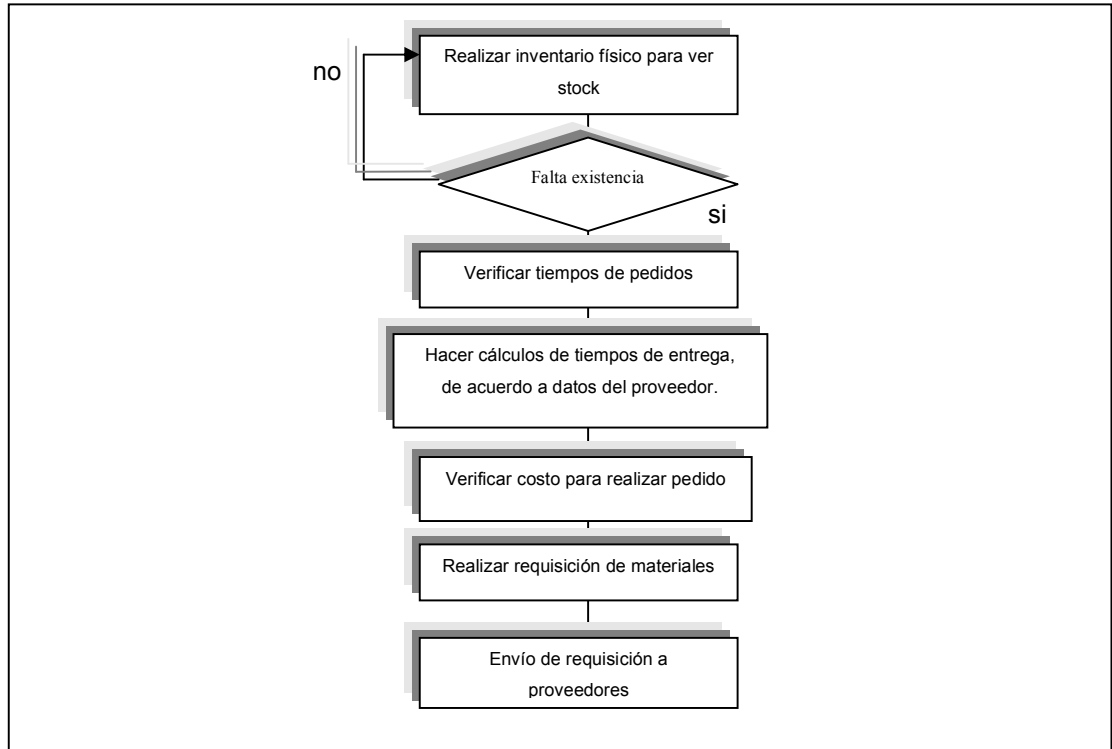 Realizar inventario físico para ver
stock
no
Falta existencia
si
Verificar tiempos de pedidos
Hacer cálculos de tiempos de entrega,
de acuerdo a datos del proveedor.
Verificar costo para realizar pedido
Realizar requisición de materiales
Envío de requisición a
proveedores